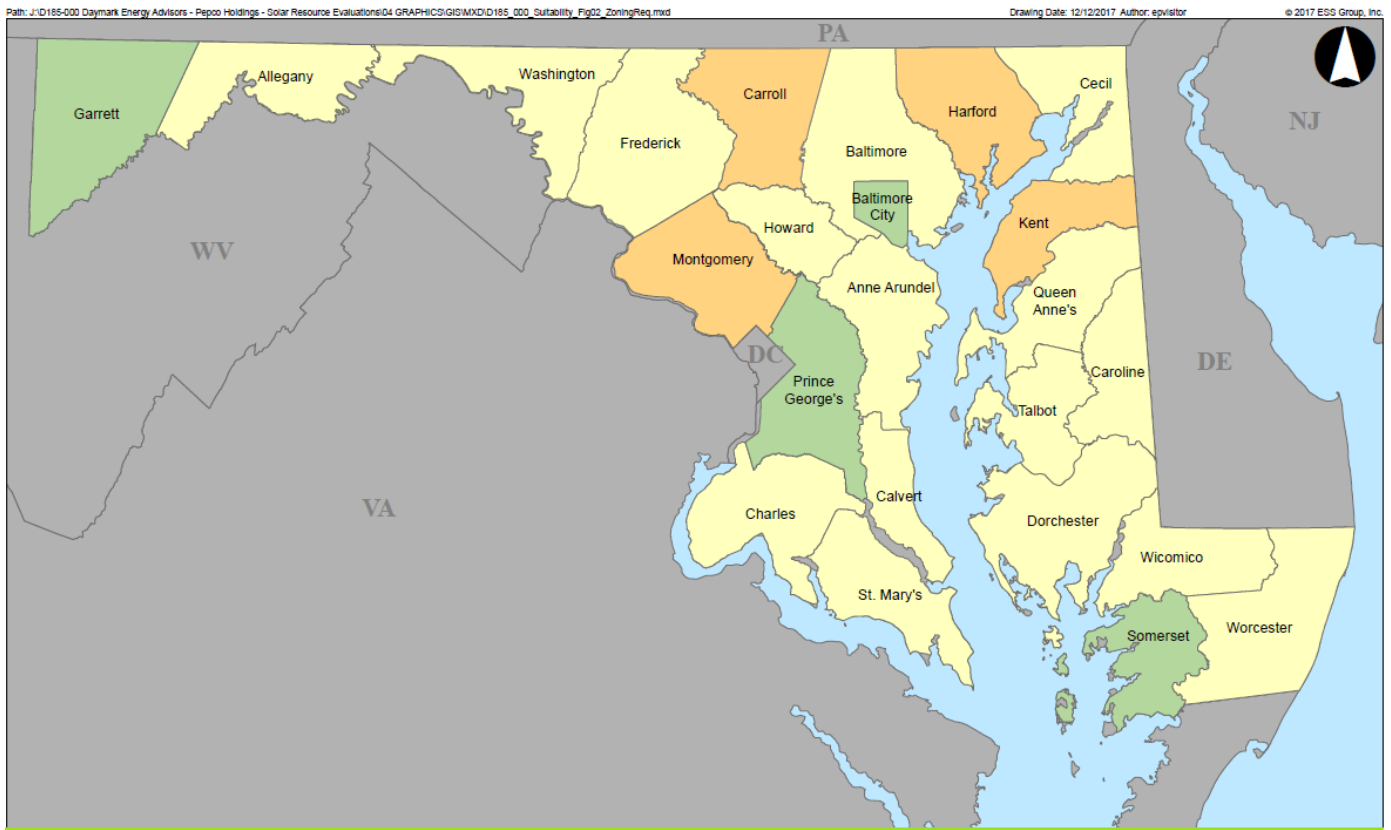 Path: J:\D185-000 Daymark Energy Advisors - Pepco Holdings - Solar Resource Evaluations\04 GRAPHICS\GIS\MXD\D185_000_Suitability_Fig02_ZoningReq.mxd
Drawing Date: 12/12/2017 Author: epvisitor
© 2017 ESS Group, Inc.
PA
Allegany
Washington
Carroll
Cecil
Garrett
Harford
NJ
Frederick
Baltimore
Baltimore
City
Howard
Kent
WV
Montgomery
Anne Arundel
Queen
Anne's
DC
DE
Caroline
Prince
George's
Talbot
Calvert
VA
Charles
Dorchester
Wicomico
St. Mary's
Somerset
Worcester